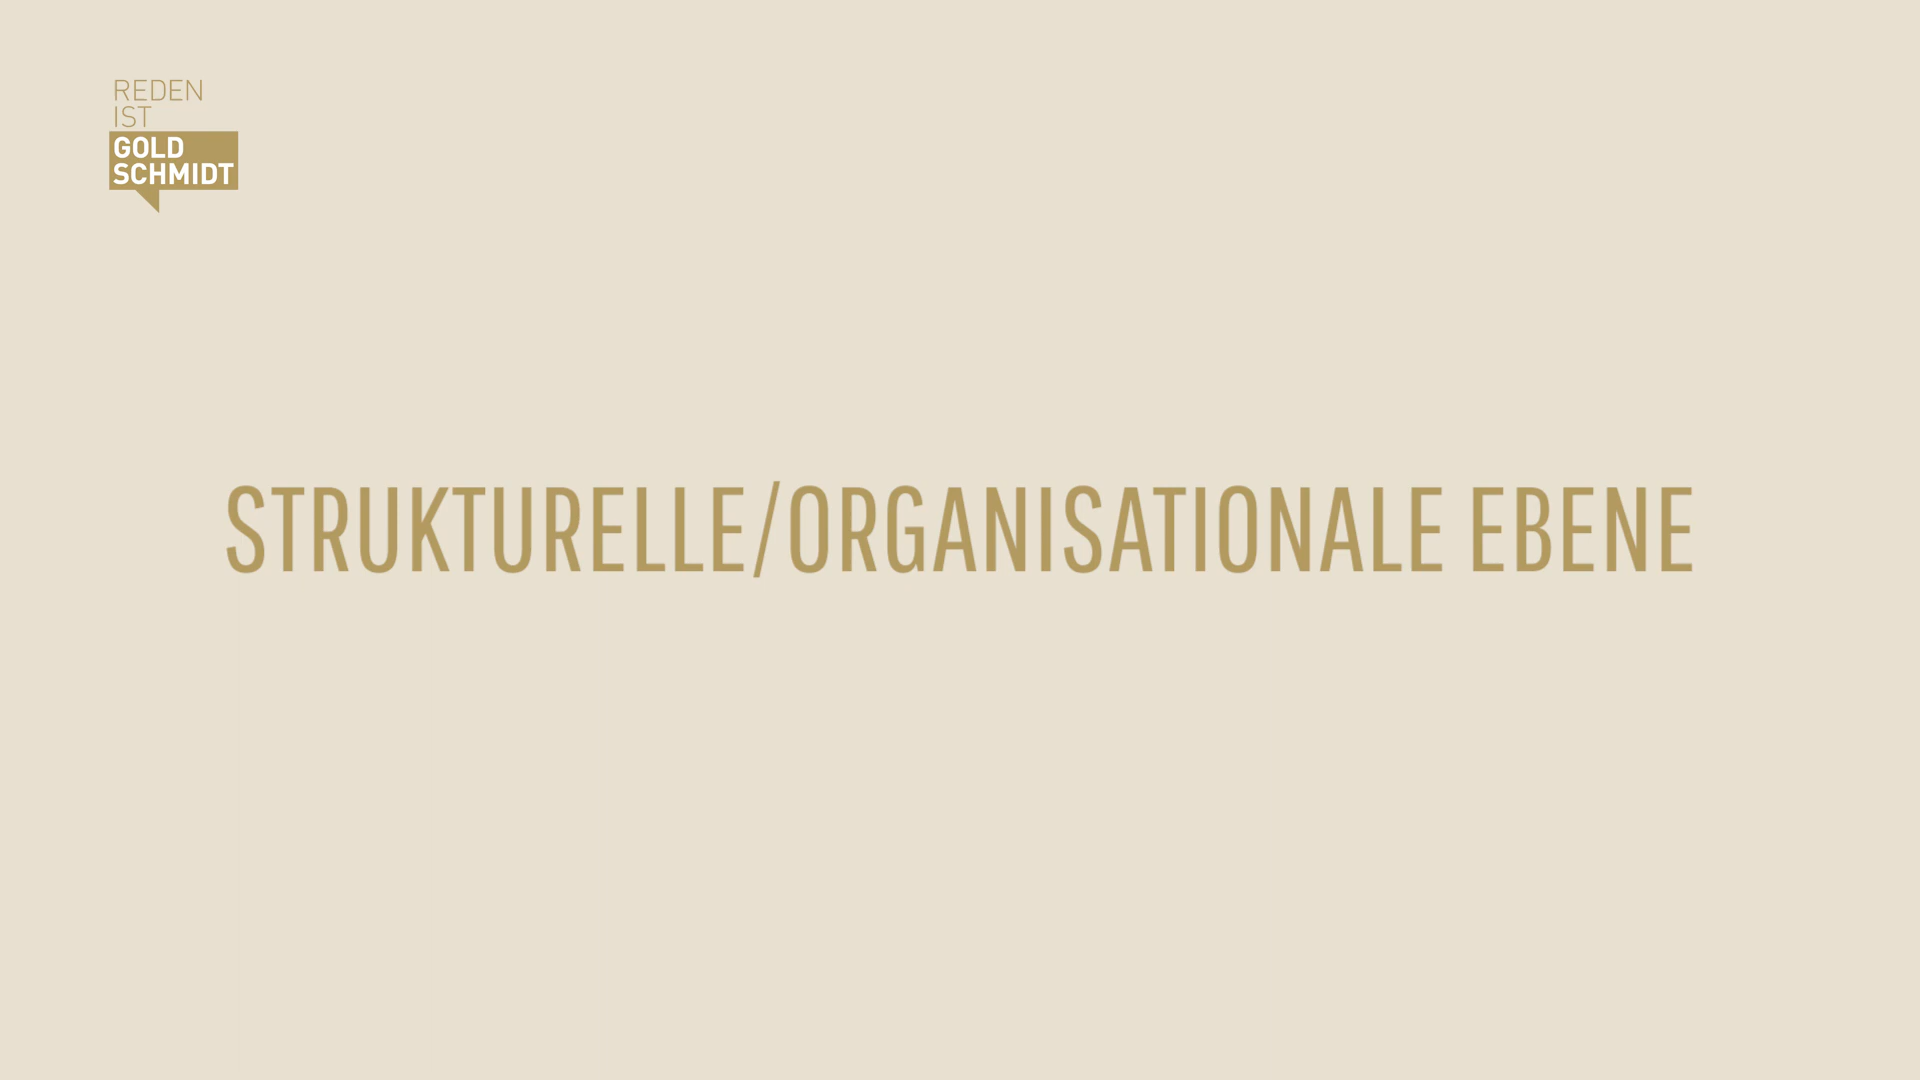 REDEN
IST
GOLD
SCHMIDT
STRUKTURELLE/ORGANISATIONALE EBENE